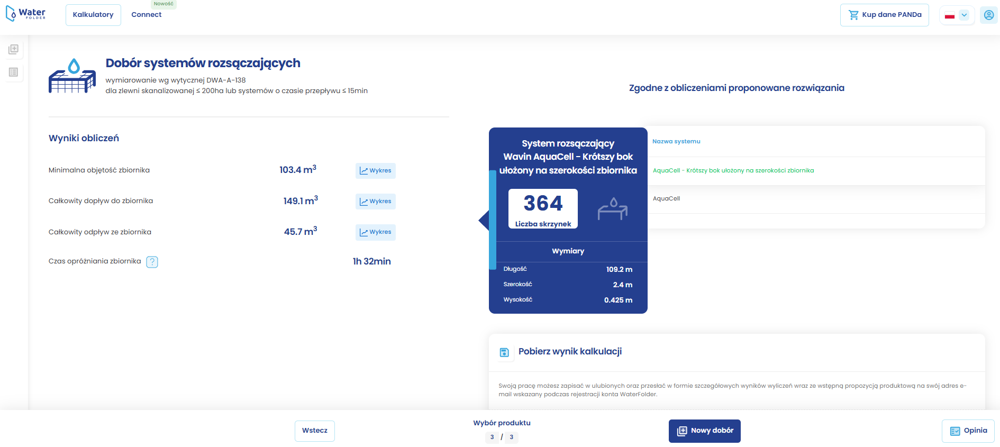 Water
FOLDER
Kalkulatory
Nowość
Connect
Kup dane PANDa
Dobór systemów rozsączających
wymiarowanie wg wytycznej DWA-A-138
dla zlewni skanalizowanej ≤ 200ha lub systemów o czasie przepływu ≤ 15min
Wyniki obliczeń
Minimalna objętość zbiornika
103.4 m³
Wykres
Całkowity dopływ do zbiornika
149.1 m³
Wykres
Całkowity odpływ ze zbiornika
45.7 m³
Wykres
Czas opróżniania zbiornika ?
1h 32min
Zgodne z obliczeniami proponowane rozwiązania
System rozsączający
Wavin AquaCell - Krótszy bok
ułożony na szerokości zbiornika
364
Liczba skrzynek
Wymiary
Długość
109.2 m
Szerokość
2.4 m
Wysokość
0.425 m
Nazwa systemu
AquaCell - Krótszy bok ułożony na szerokości zbiornika
AquaCell
Pobierz wynik kalkulacji
Swoją pracę możesz zapisać w ulubionych oraz przesłać w formie szczegółowych wyników wyliczeń wraz ze wstępną propozycją produktową na swój adres e-
mail wskazany podczas rejestracji konta WaterFolder.
Wstecz
Wybór produktu
3 / 3
Nowy dobór
Opinia